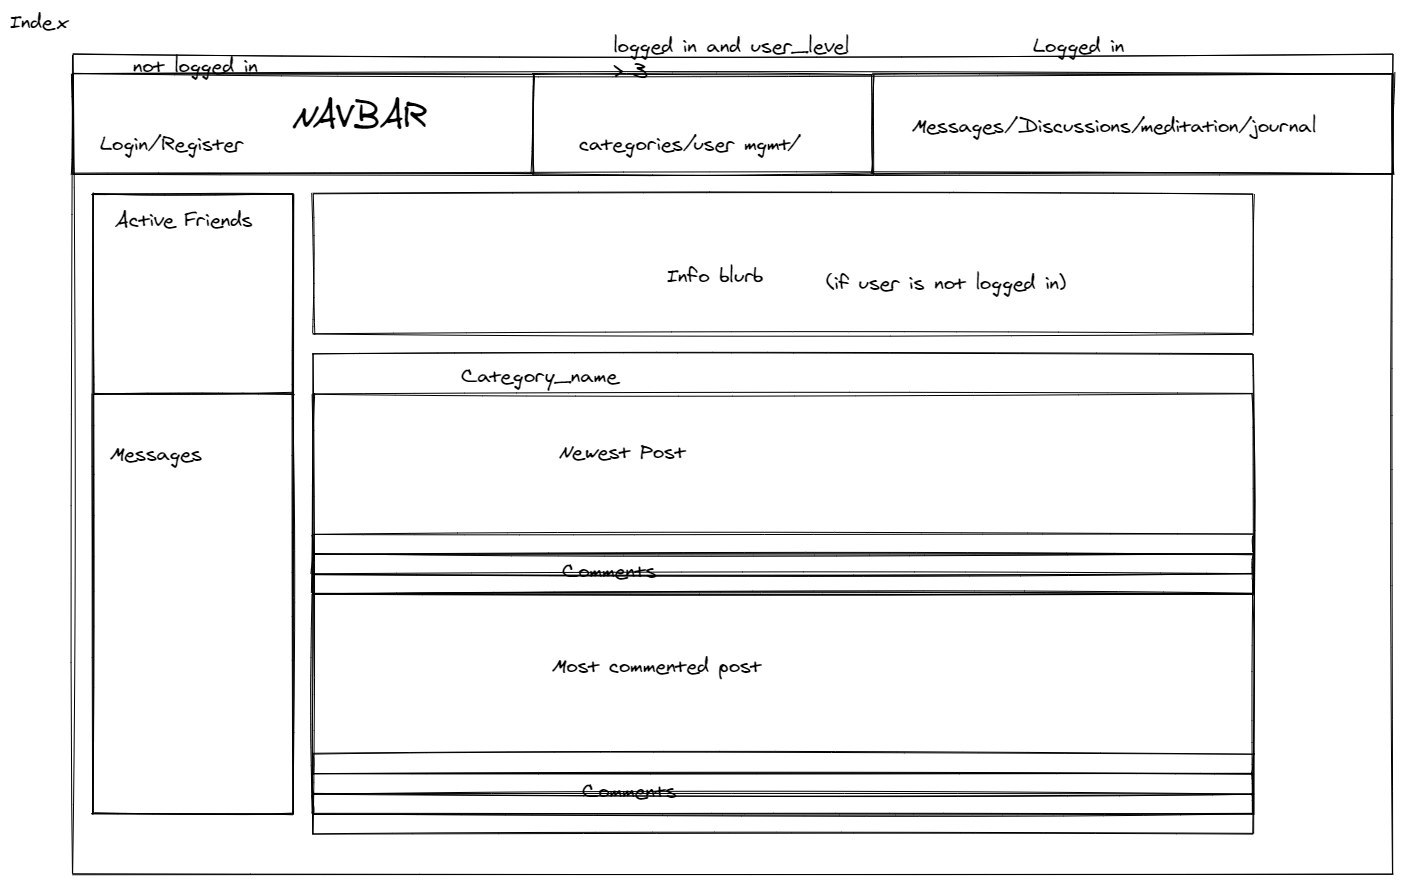 Index
logged in and user_level
> 3
Logged in
not logged in
NAVBAR
Login/Register
categories/user mgmt/
Messages/Discussions/meditation/journal
Active Friends
Info blurb
(if user is not logged in)
Category_name
Messages
Newest Post
Comments
Most commented post
Comments